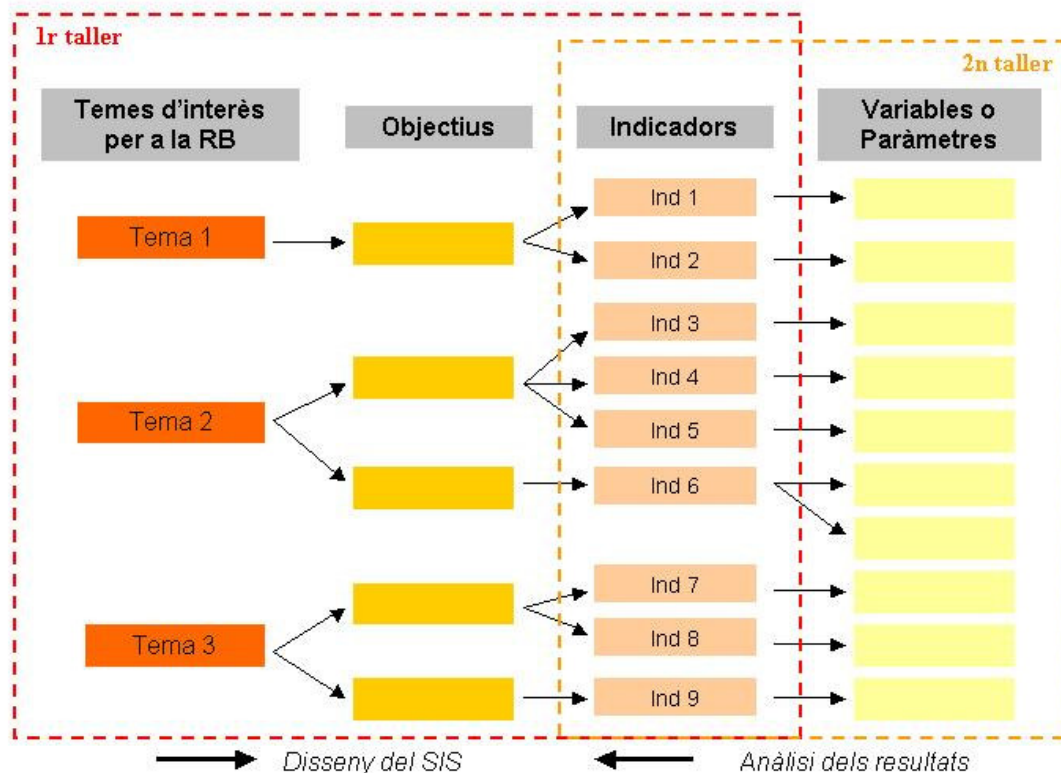 1r taller
2n taller
Temes d'interès
per a la RB
Objectius
Indicadors
Variables o
Paràmetres
Tema 1
Ind 1
Ind 2
Tema 2
Ind 3
Ind 4
Ind 5
Ind 6
Tema 3
Ind 7
Ind 8
Ind 9
Disseny del SIS
Anàlisi dels resultats